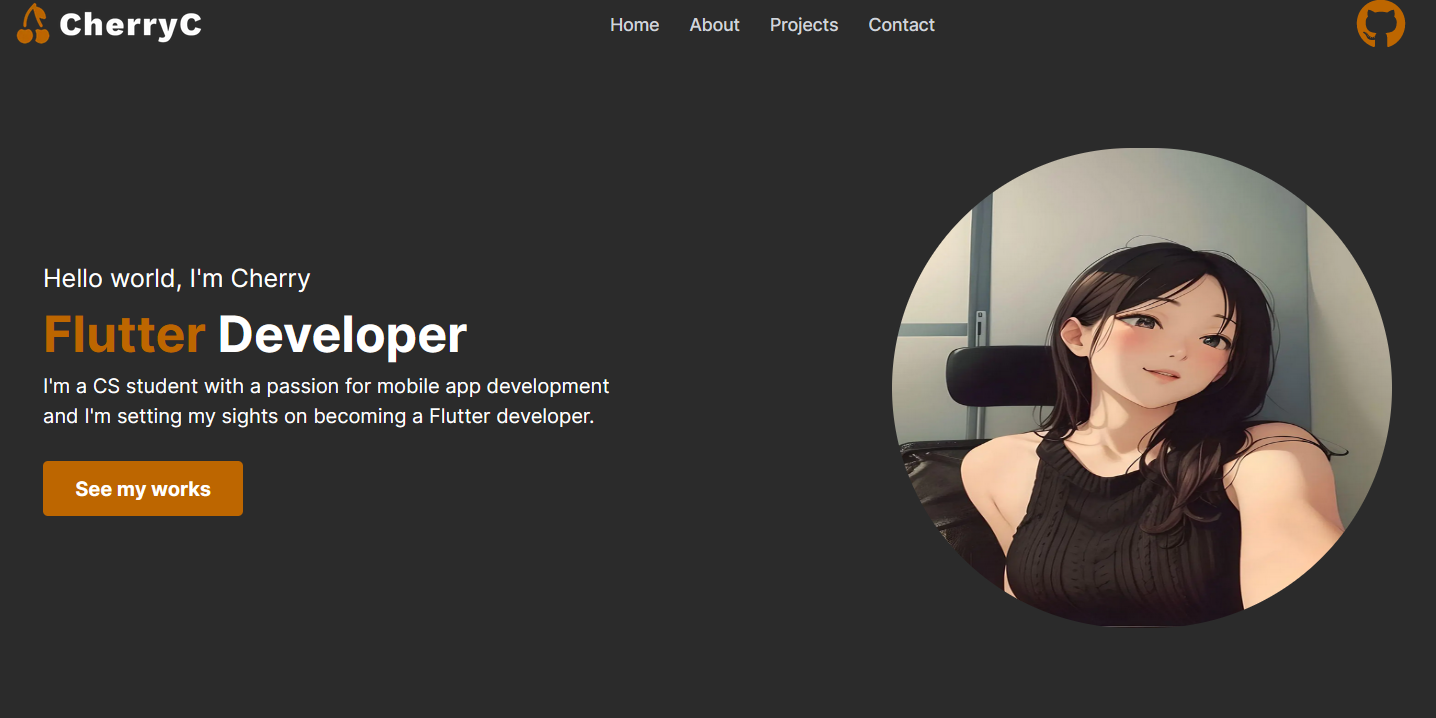 CherryC
Home About Projects Contact
Hello world, I'm Cherry
Flutter Developer
I'm a CS student with a passion for mobile app development
and I'm setting my sights on becoming a Flutter developer.
See my works